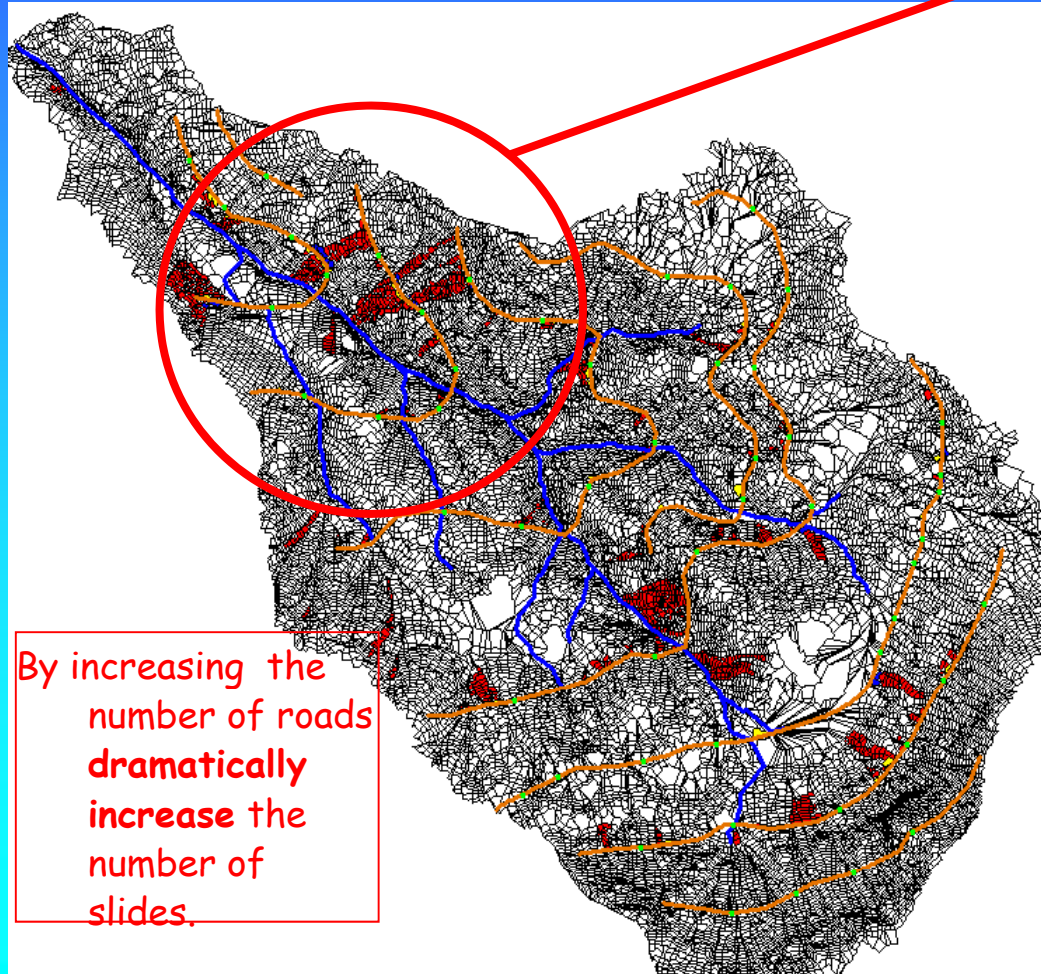 By increasing the
number of roads
dramatically
increase the
number of
slides.